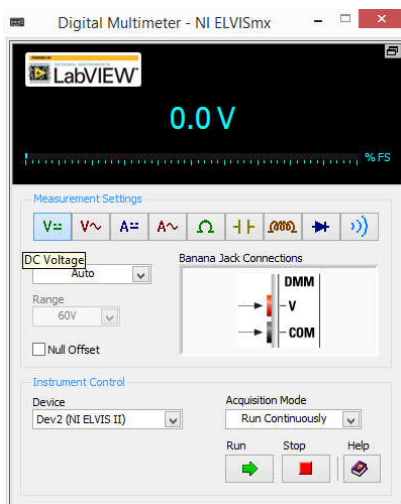 Digital Multimeter - NI ELVISmx
LabVIEW
0.0 V
% FS
Measurement Settings
V= V~ A= A~ Ω
DC Voltage
Auto
Banana Jack Connections
DMM
V
COM
Range
60V
Null Offset
Instrument Control
Device
Acquisition Mode
Dev2 (NI ELVIS II)
Run Continuously
Run Stop Help